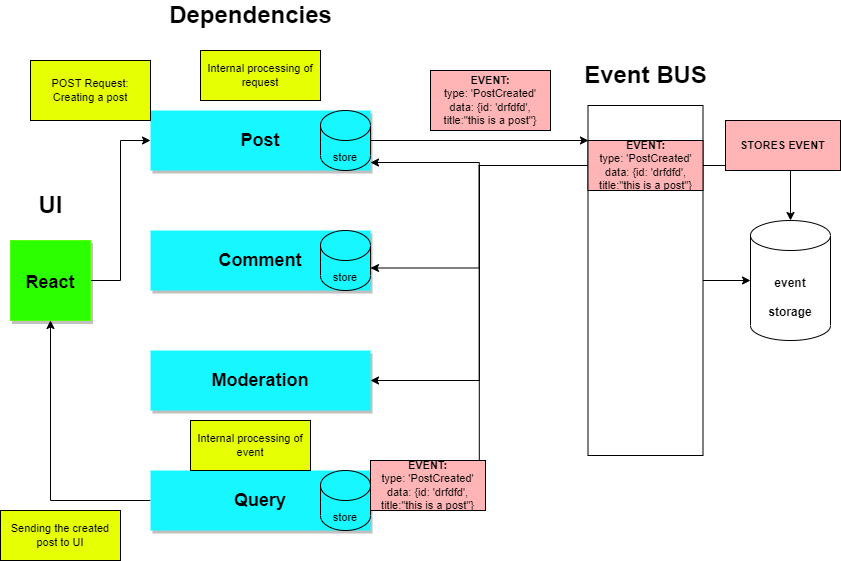 Dependencies
POST Request:
Creating a post
Internal processing of
request
EVENT:
type: 'PostCreated'
data: {id: 'drfdfd',
title:"this is a post"}
Event BUS
Post
store
EVENT:
type: 'PostCreated'
data: {id: 'drfdfd',
title:"this is a post"}
STORES EVENT
UI
React
Comment
store
event
storage
Moderation
Internal processing of
event
Query
store
EVENT:
type: 'PostCreated'
data: {id: 'drfdfd',
title:"this is a post"}
Sending the created
post to UI